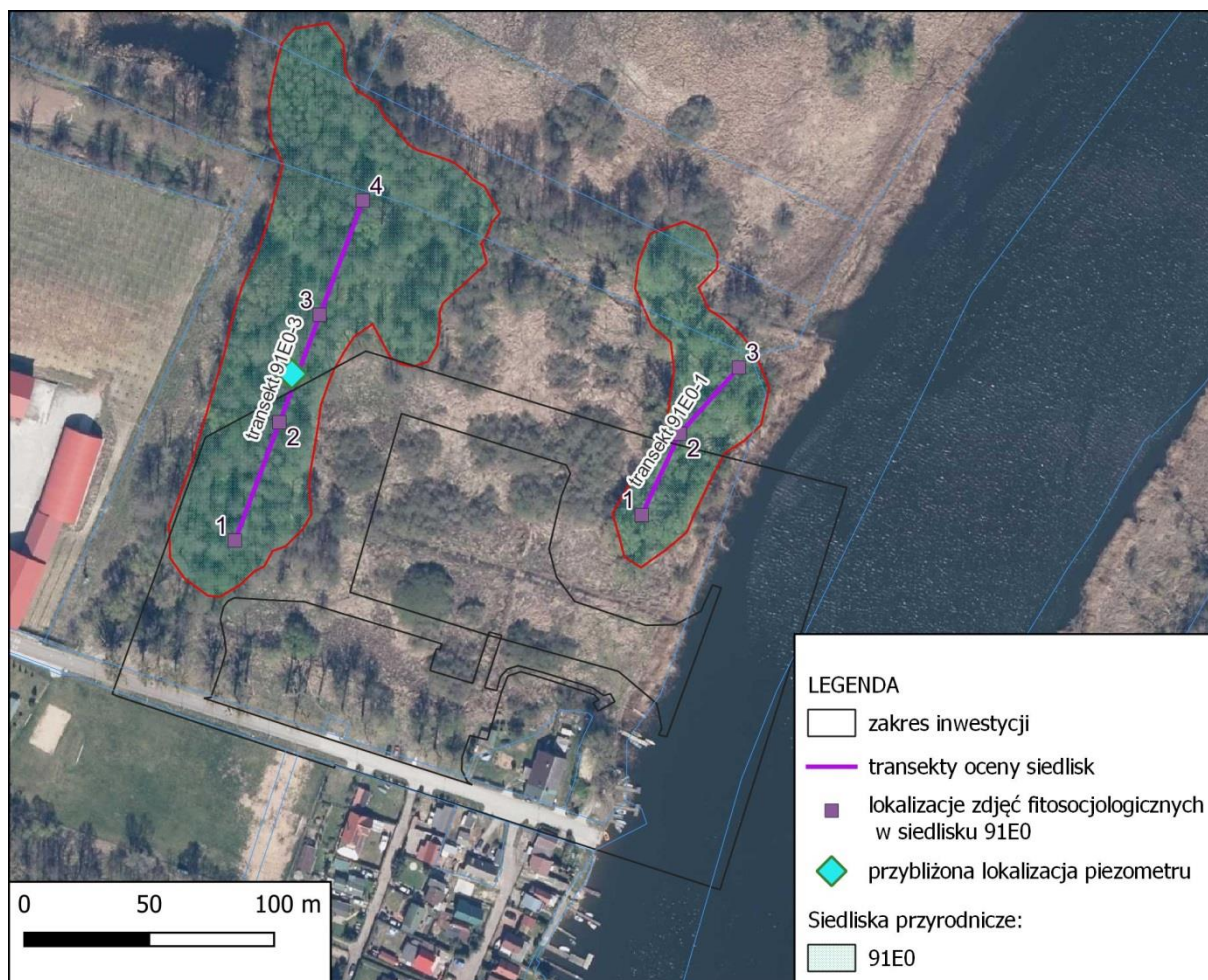 4
3
transekt 91E0-3
2
1
3
transekt 91E0-1
2
1
LEGENDA
zakres inwestycji
transekty oceny siedlisk
lokalizacje zdjęć fitosocjologicznych
w siedlisku 91E0
przybliżona lokalizacja piezometru
Siedliska przyrodnicze:
91E0
0 50 100 m